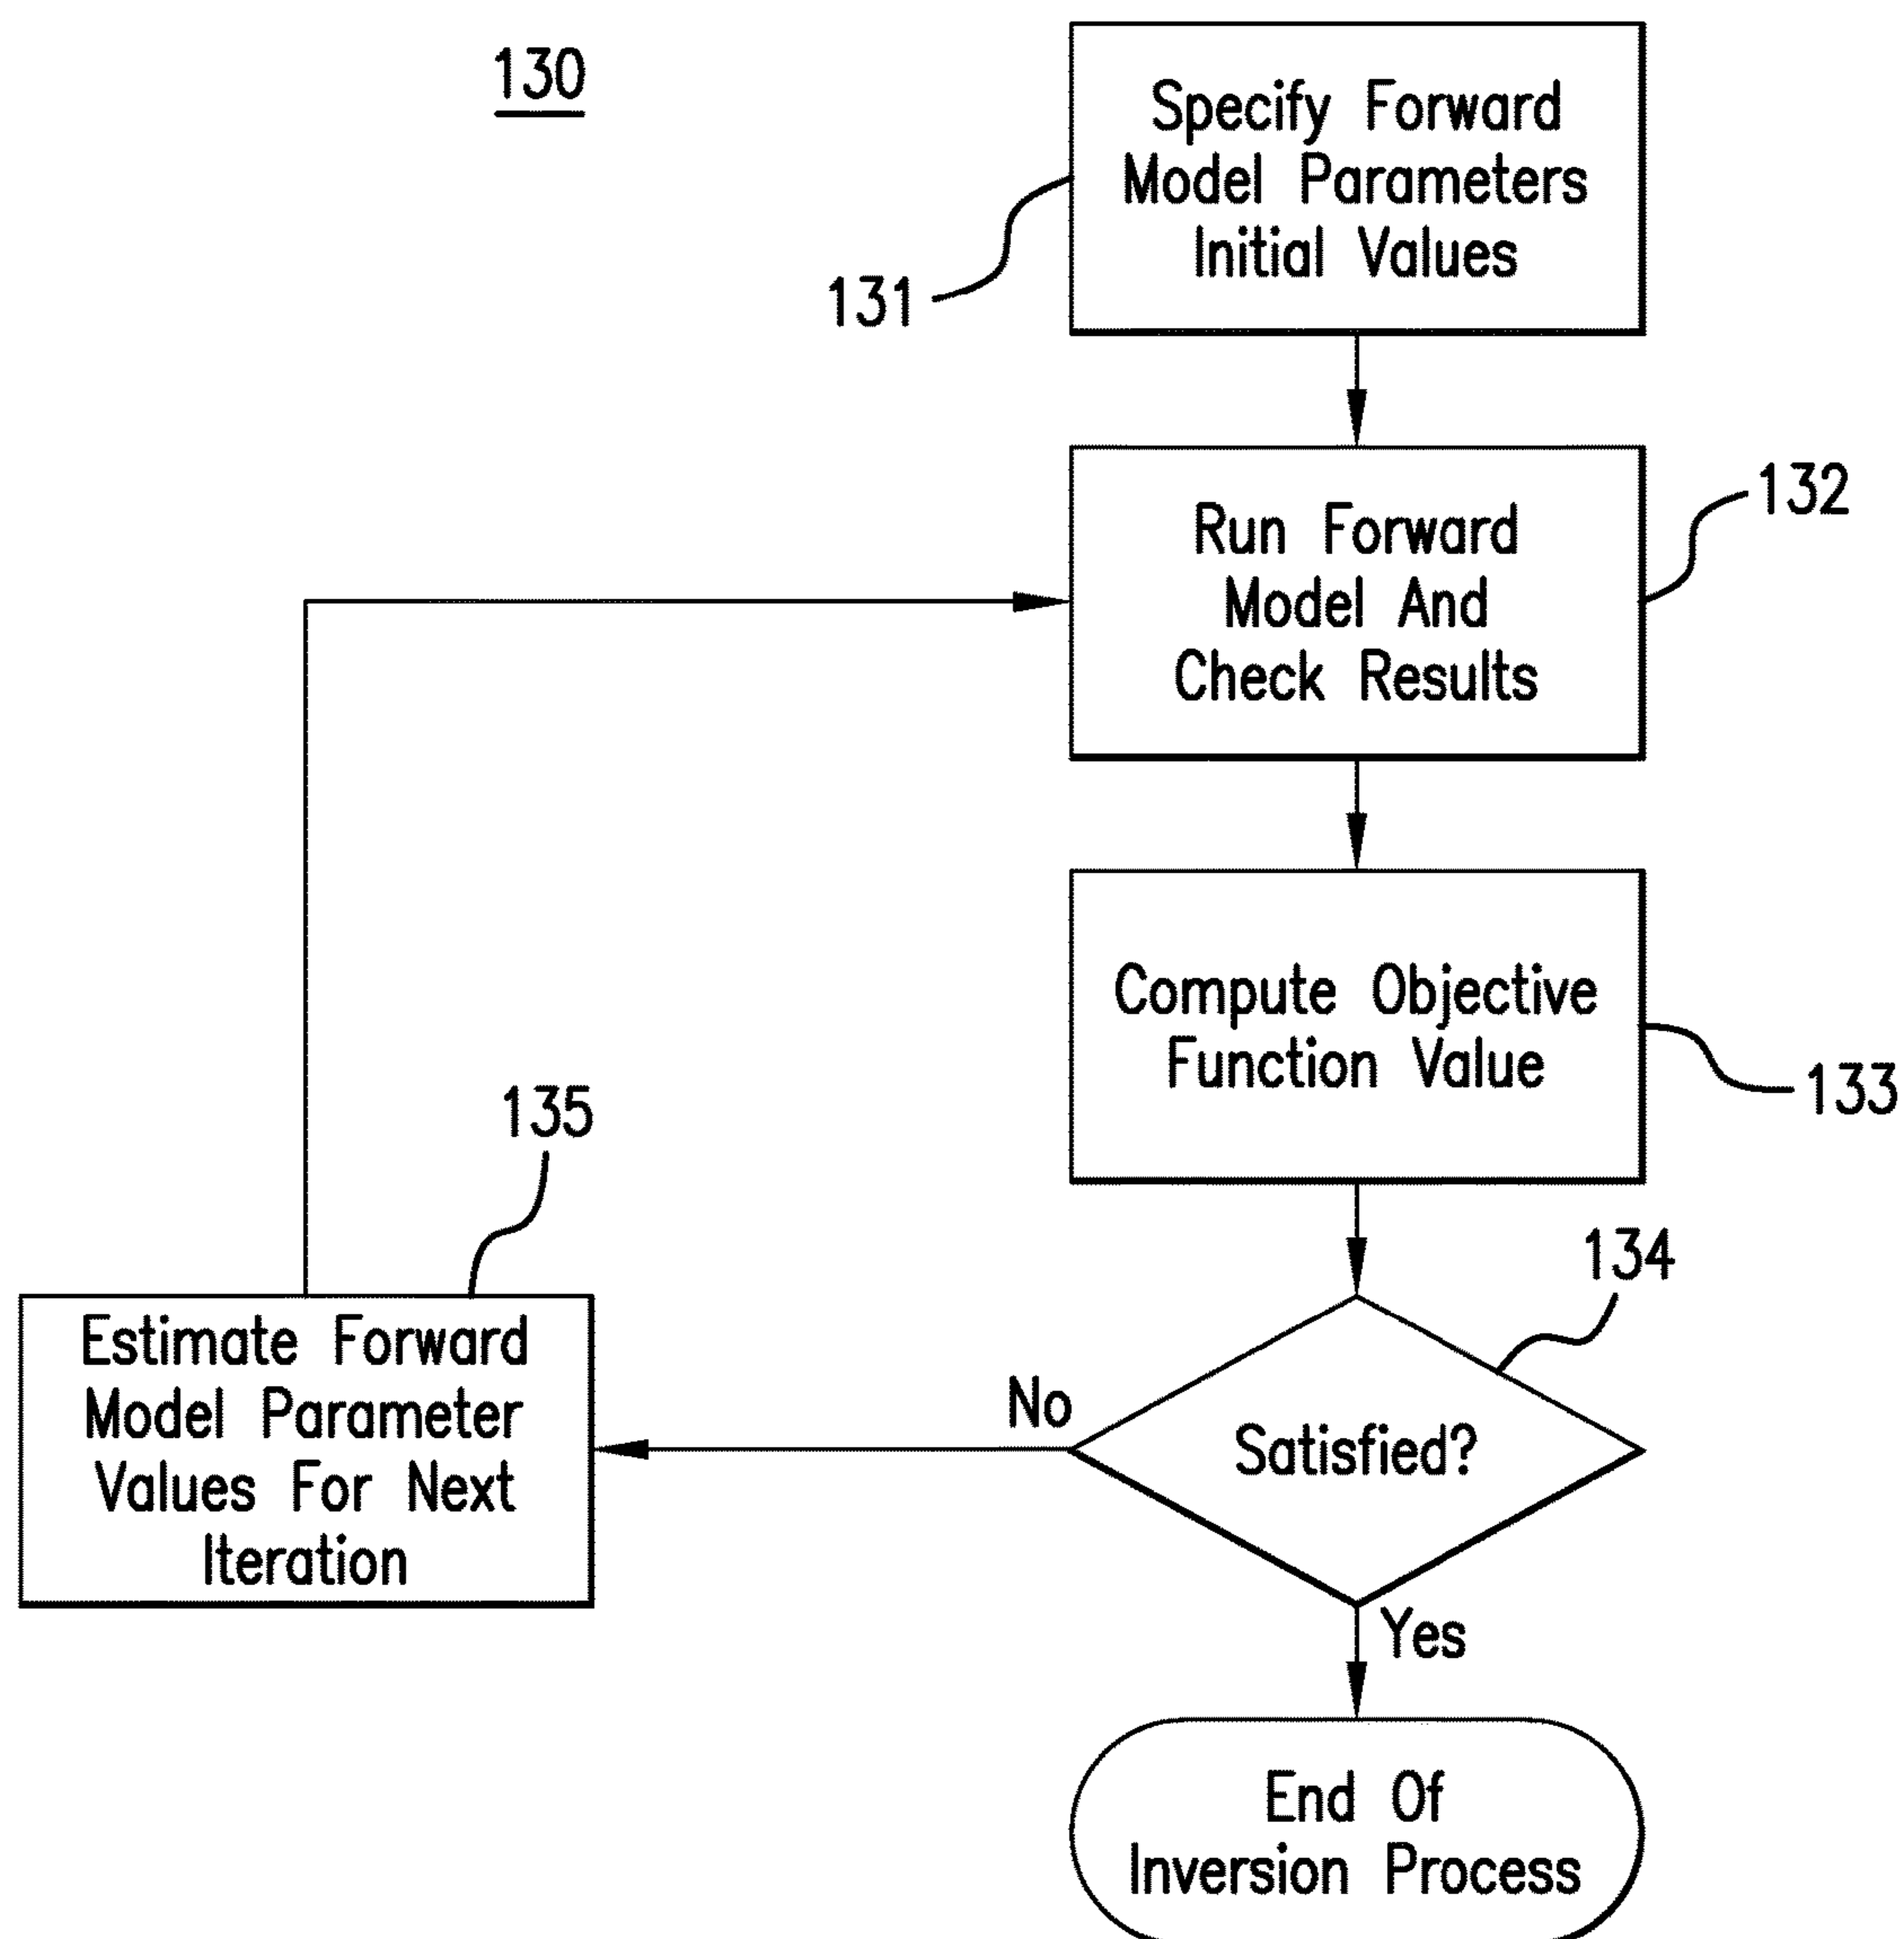 130
Specify Forward
Model Parameters
Initial Values
131
Run Forward
Model And
Check Results
132
Compute Objective
Function Value
133
134
Satisfied?
No
135
Estimate Forward
Model Parameter
Values For Next
Iteration
Yes
End Of
Inversion Process